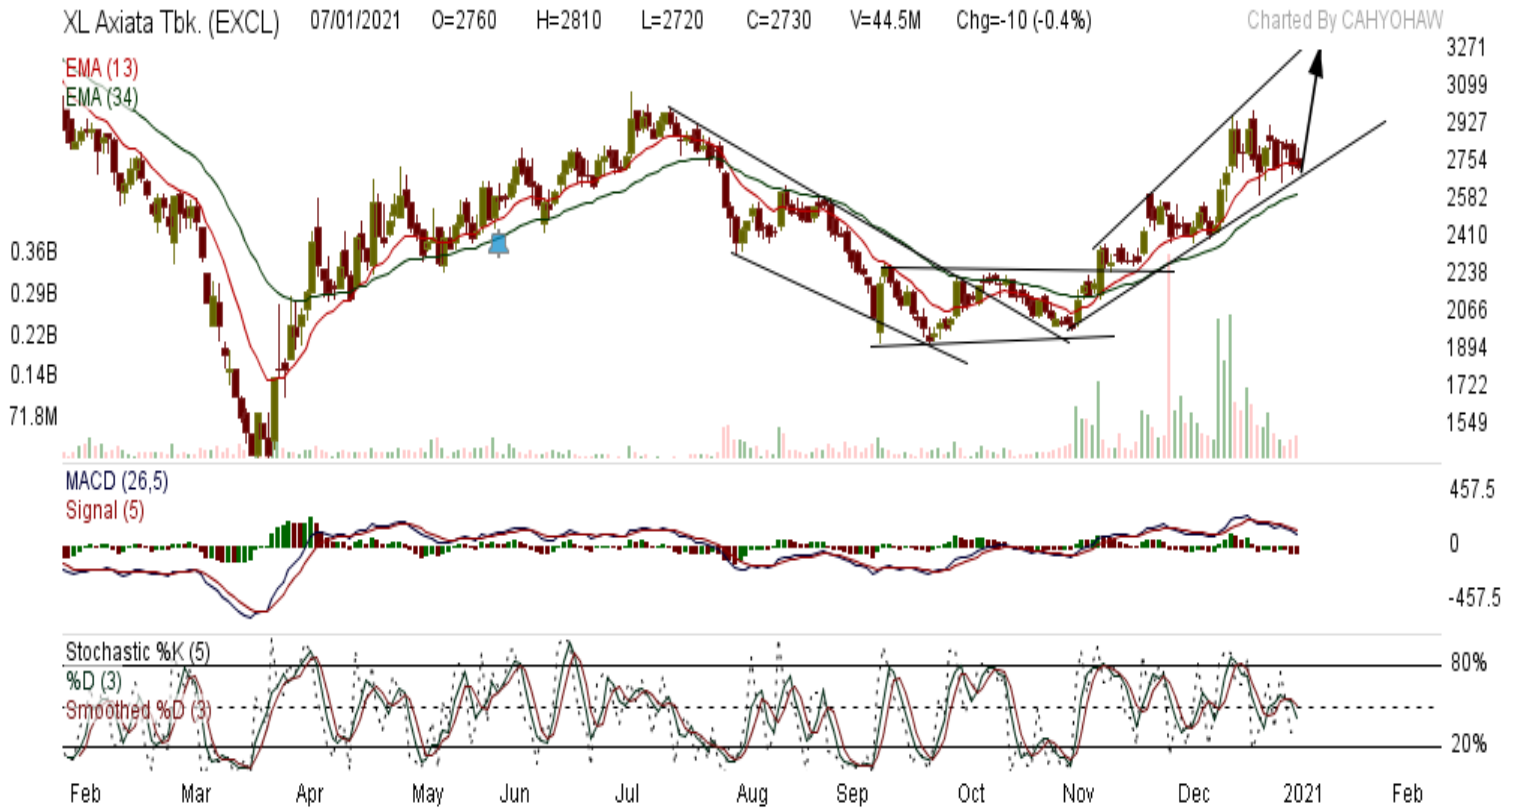 XL Axiata Tbk. (EXCL) 07/01/2021 O=2760 H=2810 L=2720 C=2730 V=44.5M Chg=-10 (-0.4%) Charted By CAHYOHAW
EMA (13)
EMA (34)
3271
3099
2927
2754
2582
2410
2238
2066
1894
1722
1549
0.36B
0.29B
0.22B
0.14B
71.8M
MACD (26,5)
Signal (5)
457.5
0
-457.5
Stochastic %K (5)
%D (3)
Smoothed %D (3)
80%
20%
Feb Mar Apr May Jun Jul Aug Sep Oct Nov Dec 2021 Feb